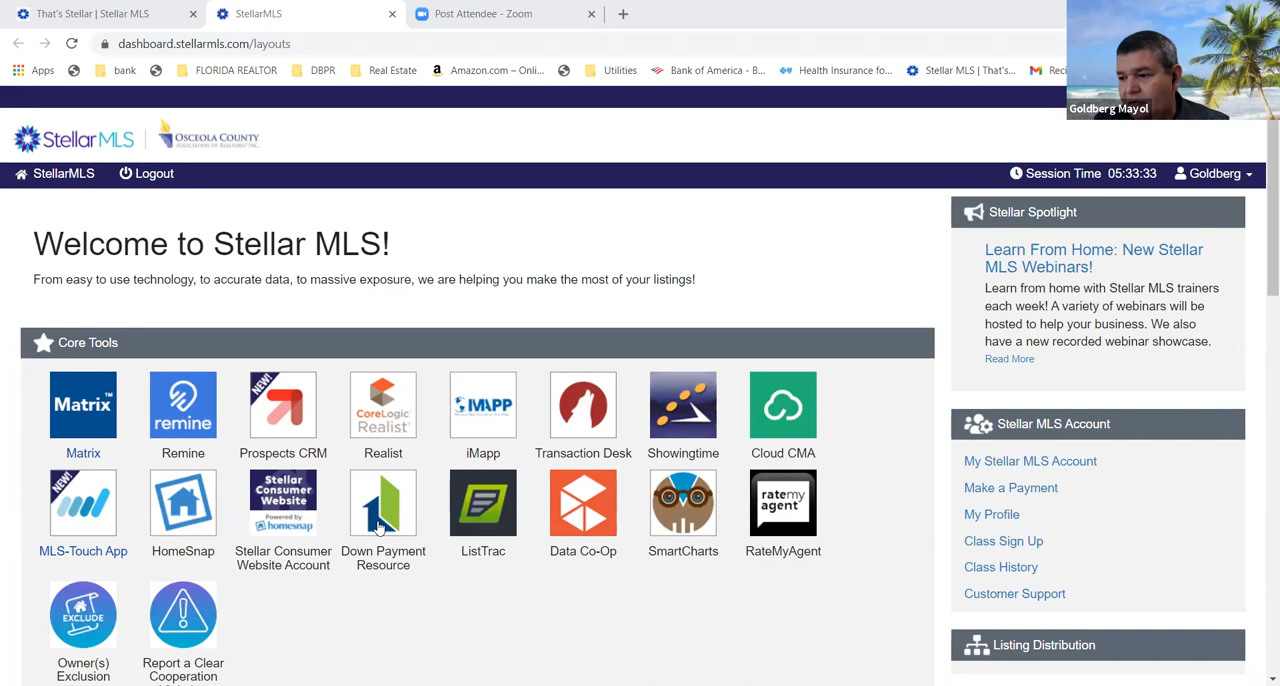 That's Stellar | Stellar MLS
StellarMLS
Post Attendee - Zoom
dashboard.stellarmls.com/layouts
Apps
bank
FLORIDA REALTOR
DBPR
Real Estate
a
Amazon.com – Onli...
Utilities
Bank of America - B...
Health Insurance fo...
Stellar MLS | That's...
Reci
Goldberg Mayol
StellarMLS
OSCEOLA COUNTY
ASSOCIATION OF REALTORS® INC.
StellarMLS
Logout
Session Time 05:33:33
Goldberg
Welcome to Stellar MLS!
From easy to use technology, to accurate data, to massive exposure, we are helping you make the most of your listings!
Core Tools
Matrix™
remine
NEW!
CoreLogic
Realist™
iMAPP
Matrix
Remine
Prospects CRM
Realist
iMapp
Transaction Desk
Showingtime
Cloud CMA
NEW!
Stellar
Consumer
Website
Powered by
homesnap
rate my
agent
MLS-Touch App
HomeSnap
Stellar Consumer
Website Account
Down Payment
Resource
ListTrac
Data Co-Op
SmartCharts
RateMyAgent
EXCLUDE
Owner(s)
Exclusion
Report a Clear
Cooperation
Stellar Spotlight
Learn From Home: New Stellar
MLS Webinars!
Learn from home with Stellar MLS trainers
each week! A variety of webinars will be
hosted to help your business. We also
have a new recorded webinar showcase.
Read More
Stellar MLS Account
My Stellar MLS Account
Make a Payment
My Profile
Class Sign Up
Class History
Customer Support
Listing Distribution